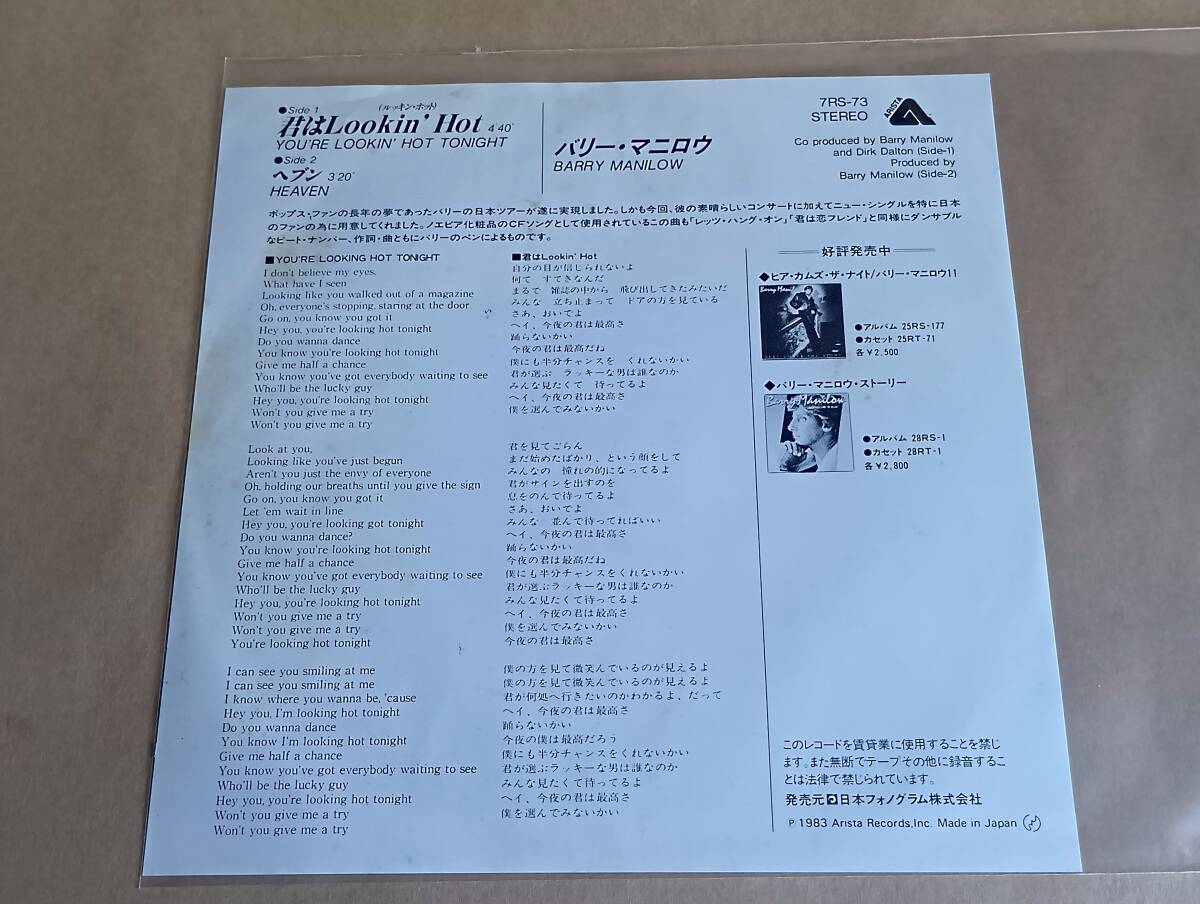 ●Side 1
(ルッキン・ホット)
君はLookin' Hot 4'40"
YOU'RE LOOKIN' HOT TONIGHT
●Side 2
ヘブン 3'20"
HEAVEN
バリー・マニロウ
BARRY MANILOW
7RS-73
STEREO
ARISTA
Co produced by Barry Manilow
and Dirk Dalton (Side-1)
Produced by
Barry Manilow (Side-2)
ポップス・ファンの長年の夢であったバリーの日本ツアーが遂に実現しました。しかも今回、彼の素晴らしいコンサートに加えてニュー・シングルを特に日本
のファンの為に用意してくれました。ノエビア化粧品のCFソングとして使用されているこの曲も「レッツ・ハング・オン」「君は恋フレンド」と同様にダンサブル
なビート・ナンバー、作詞・曲ともにバリーのペンによるものです。
■YOU'RE LOOKING HOT TONIGHT
I don't believe my eyes,
What have I seen
Looking like you walked out of a magazine
Oh, everyone's stopping, staring at the door
Go on, you know you got it
Hey you, you're looking hot tonight
Do you wanna dance
You know you're looking hot tonight
Give me half a chance
You know you've got everybody waiting to see
Who'll be the lucky guy
Hey you, you're looking hot tonight
Won't you give me a try
Won't you give me a try
Look at you,
Looking like you've just begun
Aren't you just the envy of everyone
Oh, holding our breaths until you give the sign
Go on, you know you got it
Let 'em wait in line
Hey you, you're looking got tonight
Do you wanna dance?
You know you're looking hot tonight
Give me half a chance
You know you've got everybody waiting to see
Who'll be the lucky guy
Hey you, you're looking hot tonight
Won't you give me a try
Won't you give me a try
You're looking hot tonight
I can see you smiling at me
I can see you smiling at me
I know where you wanna be, 'cause
Hey you, I'm looking hot tonight
Do you wanna dance
You know I'm looking hot tonight
Give me half a chance
You know you've got everybody waiting to see
Who'll be the lucky guy
Hey you, you're looking hot tonight
Won't you give me a try
Won't you give me a try
■君はLookin' Hot
自分の目が信じられないよ
何て すてきなんだ
まるで 雑誌の中から 飛び出してきたみたいだ
みんな 立ち止まって ドアの方を見ている
さあ、おいでよ
ヘイ、今夜の君は最高さ
踊らないかい
今夜の君は最高だね
僕にも半分チャンスを くれないかい
君が選ぶ ラッキーな男は誰なのか
みんな見たくて 待ってるよ
ヘイ、今夜の君は最高さ
僕を選んでみないかい
君を見てごらん
まだ始めたばかり、という顔をして
みんなの 憧れの的になってるよ
君がサインを出すのを
息をのんで待ってるよ
さあ、おいでよ
みんな 並んで待ってればいい
ヘイ、今夜の君は最高さ
踊らないかい
今夜の君は最高だね
僕にも半分チャンスをくれないかい
君が選ぶラッキーな男は誰なのか
みんな見たくて待ってるよ
ヘイ、今夜の君は最高さ
僕を選んでみないかい
今夜の君は最高さ
僕の方を見て微笑んでいるのが見えるよ
僕の方を見て微笑んでいるのが見えるよ
君が何処へ行きたいのかわかるよ、だって
ヘイ、今夜の君は最高さ
踊らないかい
今夜の僕は最高だろう
僕にも半分チャンスをくれないかい
君が選ぶラッキーな男は誰なのか
みんな見たくて待ってるよ
ヘイ、今夜の君は最高さ
僕を選んでみないかい
好評発売中
◆ヒア・カムズ・ザ・ナイト/バリー・マニロウ11
Barry Manilow
●アルバム 25RS-177
●カセット 25RT-71
各￥2,500
◆バリー・マニロウ・ストーリー
Barry Manilow
●アルバム 28RS-1
●カセット 28RT-1
各￥2,800
このレコードを賃貸業に使用することを禁じ
ます。また無断でテープその他に録音するこ
とは法律で禁じられています。
発売元 日本フォノグラム株式会社
Ⓟ1983 Arista Records,Inc. Made in Japan